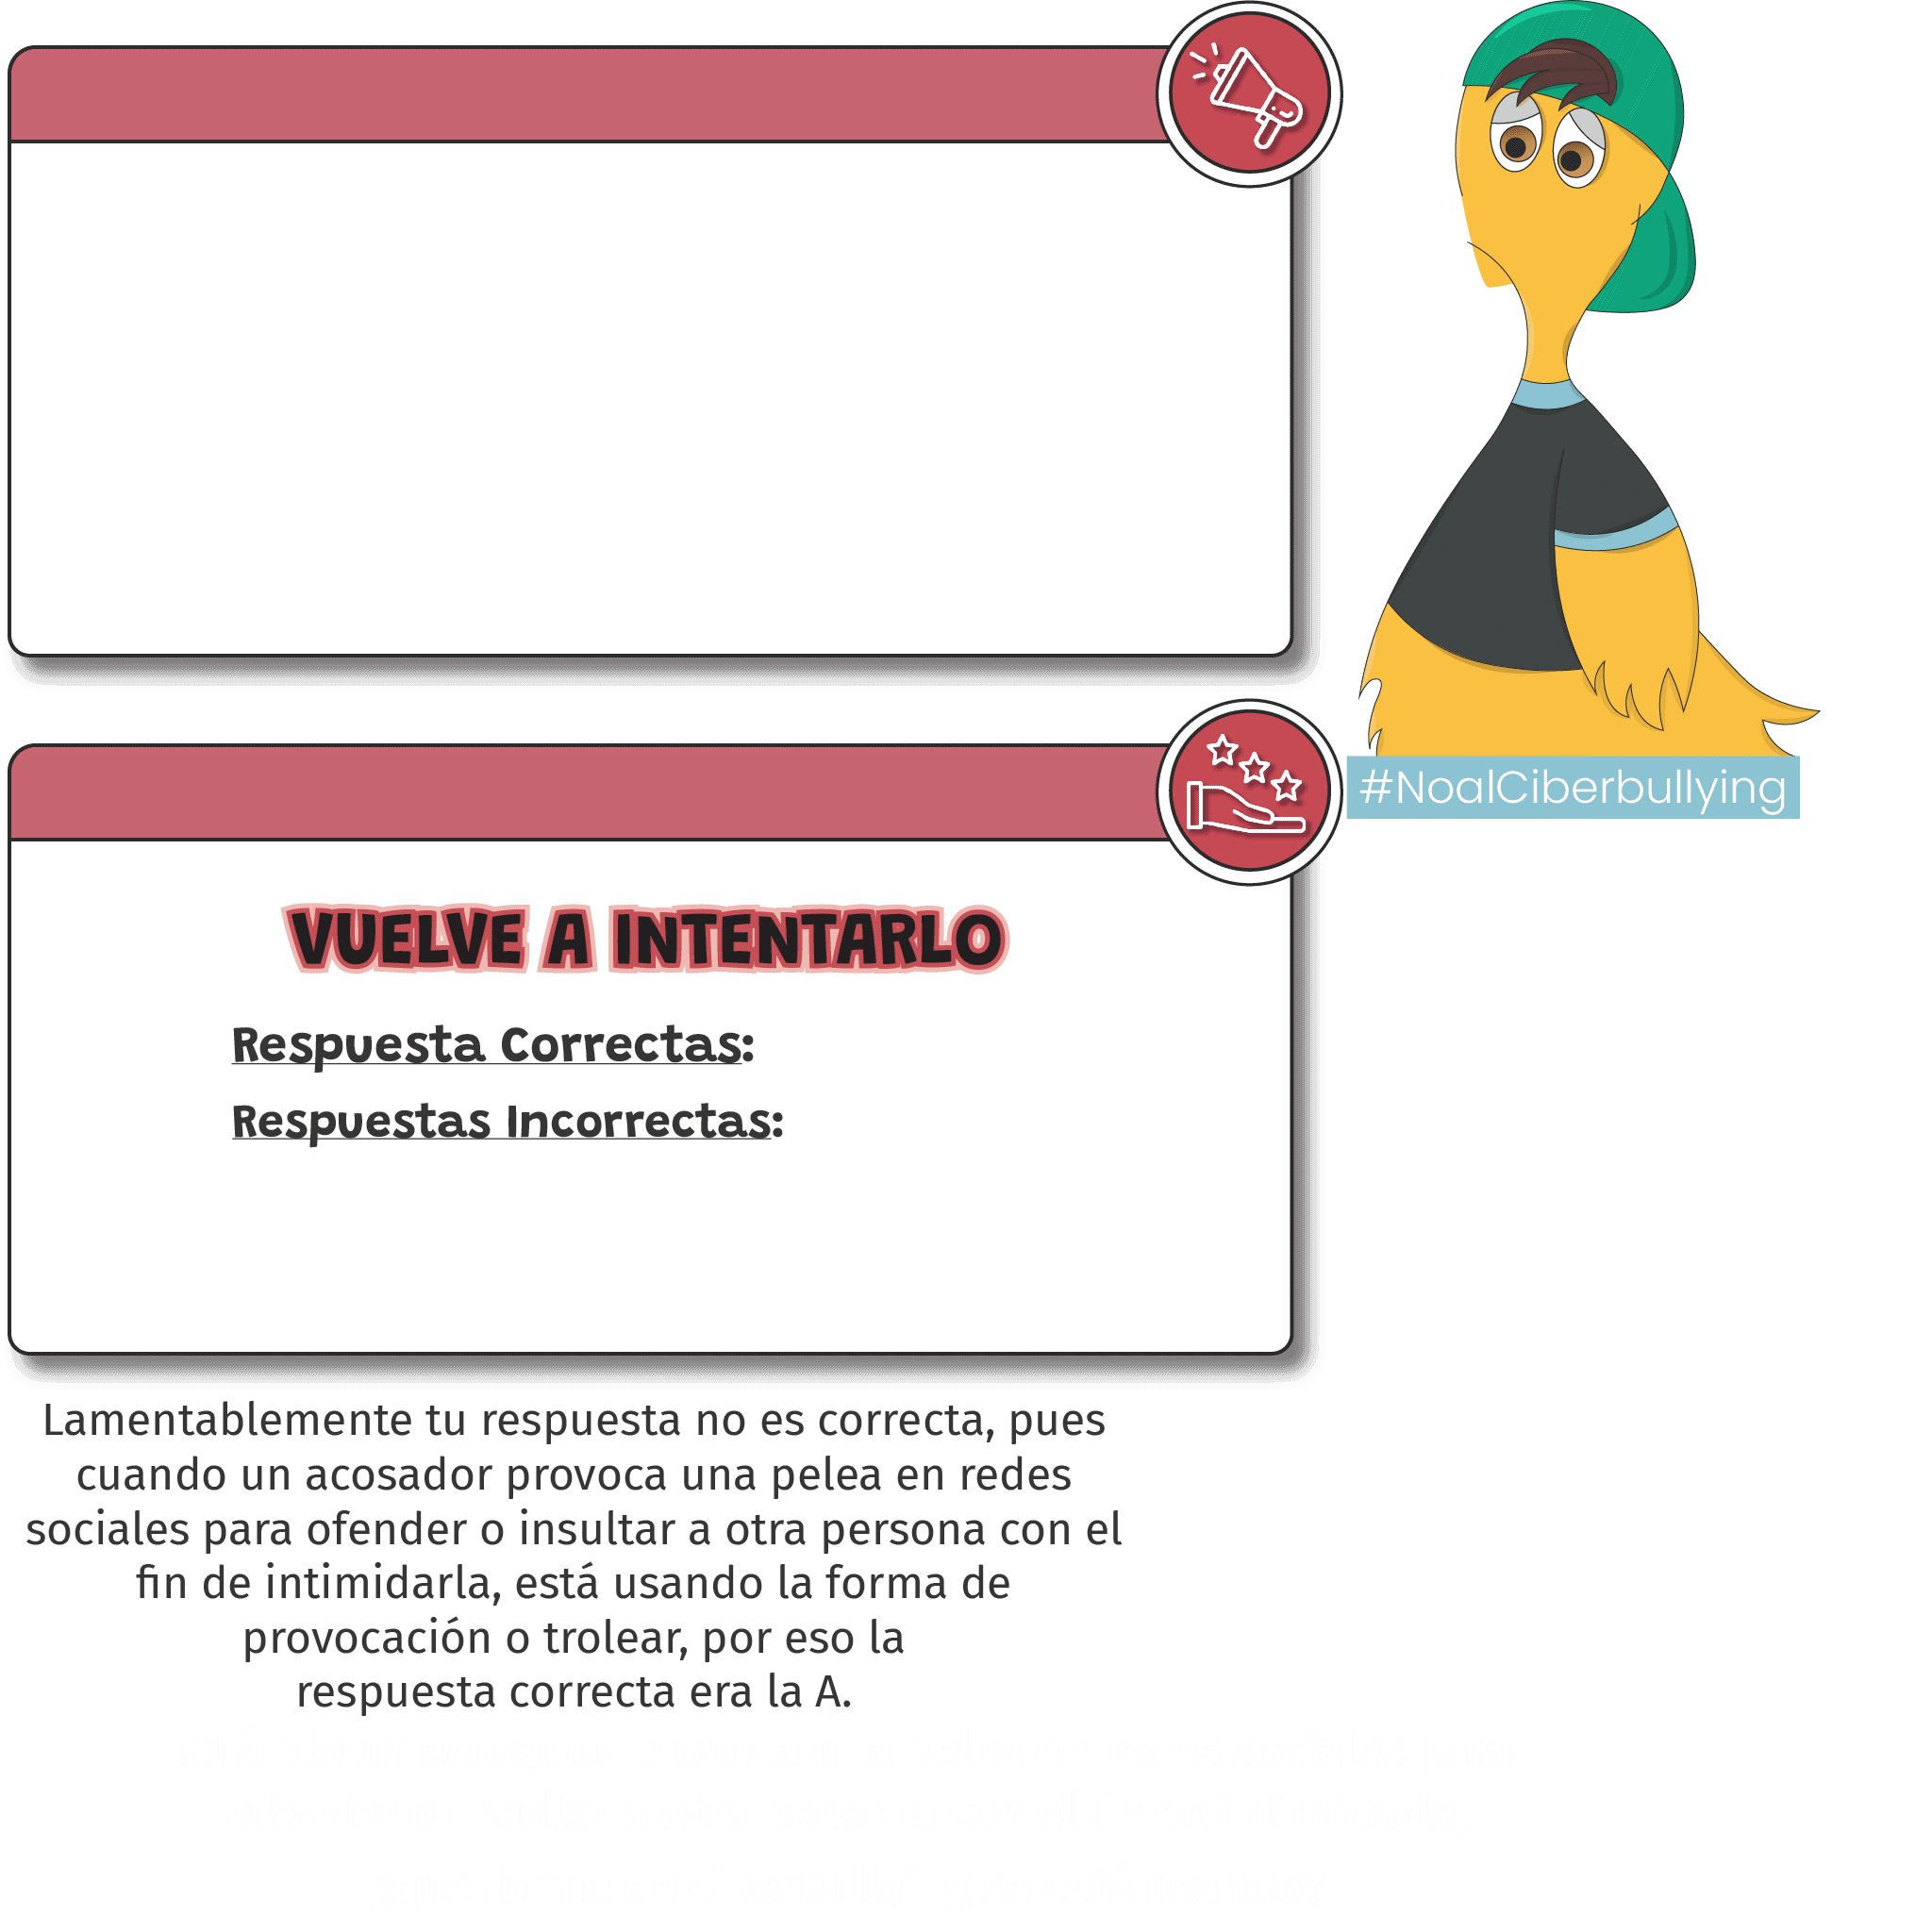 #NoalCiberbullying
VUELVE A INTENTARLO
Respuesta Correctas:
Respuestas Incorrectas:
Lamentablemente tu respuesta no es correcta, pues
cuando un acosador provoca una pelea en redes
sociales para ofender o insultar a otra persona con el
fin de intimidarla, está usando la forma de
provocación o trolear, por eso la
respuesta correcta era la A.